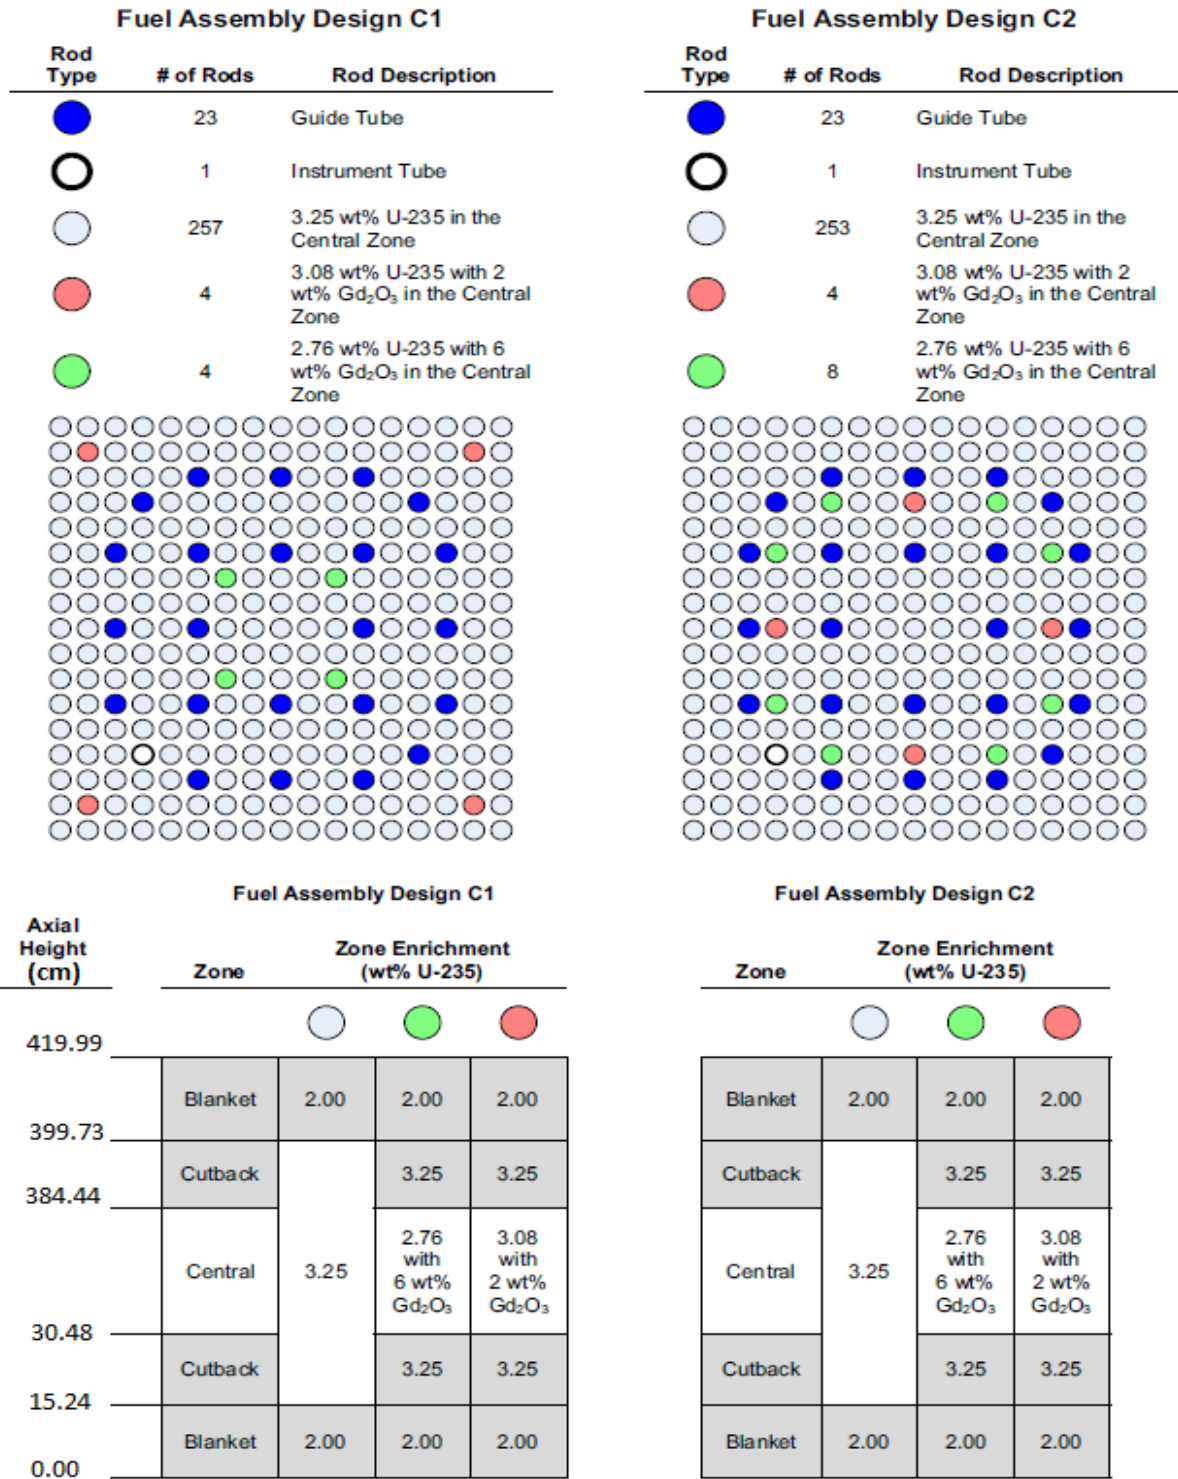 Fuel Assembly Design C1
Rod
Type
# of Rods
Rod Description
23
Guide Tube
1
Instrument Tube
257
3.25 wt% U-235 in the
Central Zone
4
3.08 wt% U-235 with 2
wt% Gd₂O₃ in the Central
Zone
4
2.76 wt% U-235 with 6
wt% Gd₂O₃ in the Central
Zone
Fuel Assembly Design C2
Rod
Type
# of Rods
Rod Description
23
Guide Tube
1
Instrument Tube
253
3.25 wt% U-235 in the
Central Zone
4
3.08 wt% U-235 with 2
wt% Gd₂O₃ in the Central
Zone
8
2.76 wt% U-235 with 6
wt% Gd₂O₃ in the Central
Zone
Axial
Height
(cm)
419.99
399.73
384.44
30.48
15.24
0.00
Fuel Assembly Design C1
Zone
Zone Enrichment
(wt% U-235)
Blanket
2.00
2.00
2.00
Cutback
3.25
3.25
Central
3.25
2.76
with
6 wt%
Gd₂O₃
3.08
with
2 wt%
Gd₂O₃
Cutback
3.25
3.25
Blanket
2.00
2.00
2.00
Fuel Assembly Design C2
Zone
Zone Enrichment
(wt% U-235)
Blanket
2.00
2.00
2.00
Cutback
3.25
3.25
Central
3.25
2.76
with
6 wt%
Gd₂O₃
3.08
with
2 wt%
Gd₂O₃
Cutback
3.25
3.25
Blanket
2.00
2.00
2.00